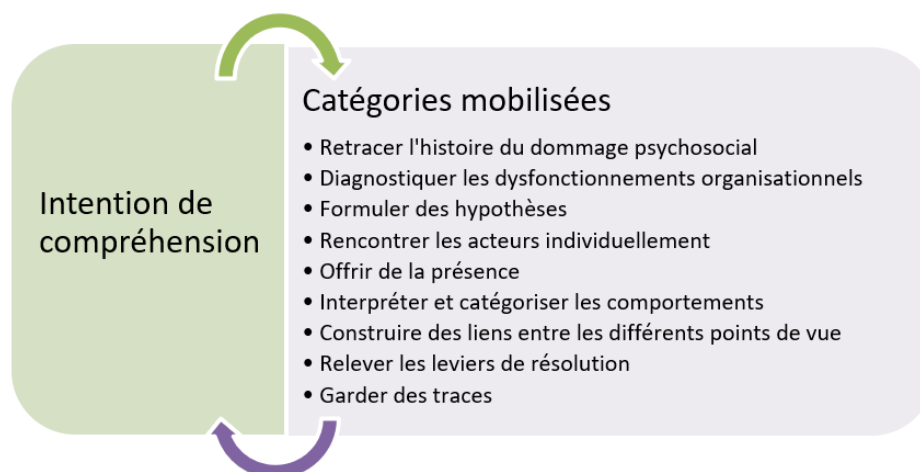 Intention de
compréhension
Catégories mobilisées
• Retracer l'histoire du dommage psychosocial
• Diagnostiquer les dysfonctionnements organisationnels
• Formuler des hypothèses
• Rencontrer les acteurs individuellement
• Offrir de la présence
• Interpréter et catégoriser les comportements
• Construire des liens entre les différents points de vue
• Relever les leviers de résolution
• Garder des traces